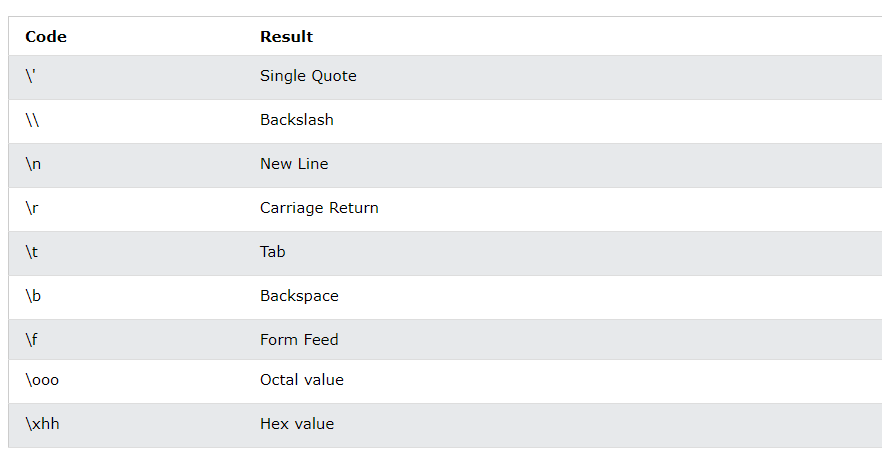 Code Result
\' Single Quote
\\ Backslash
\n New Line
\r Carriage Return
\t Tab
\b Backspace
\f Form Feed
\ooo Octal value
\xhh Hex value